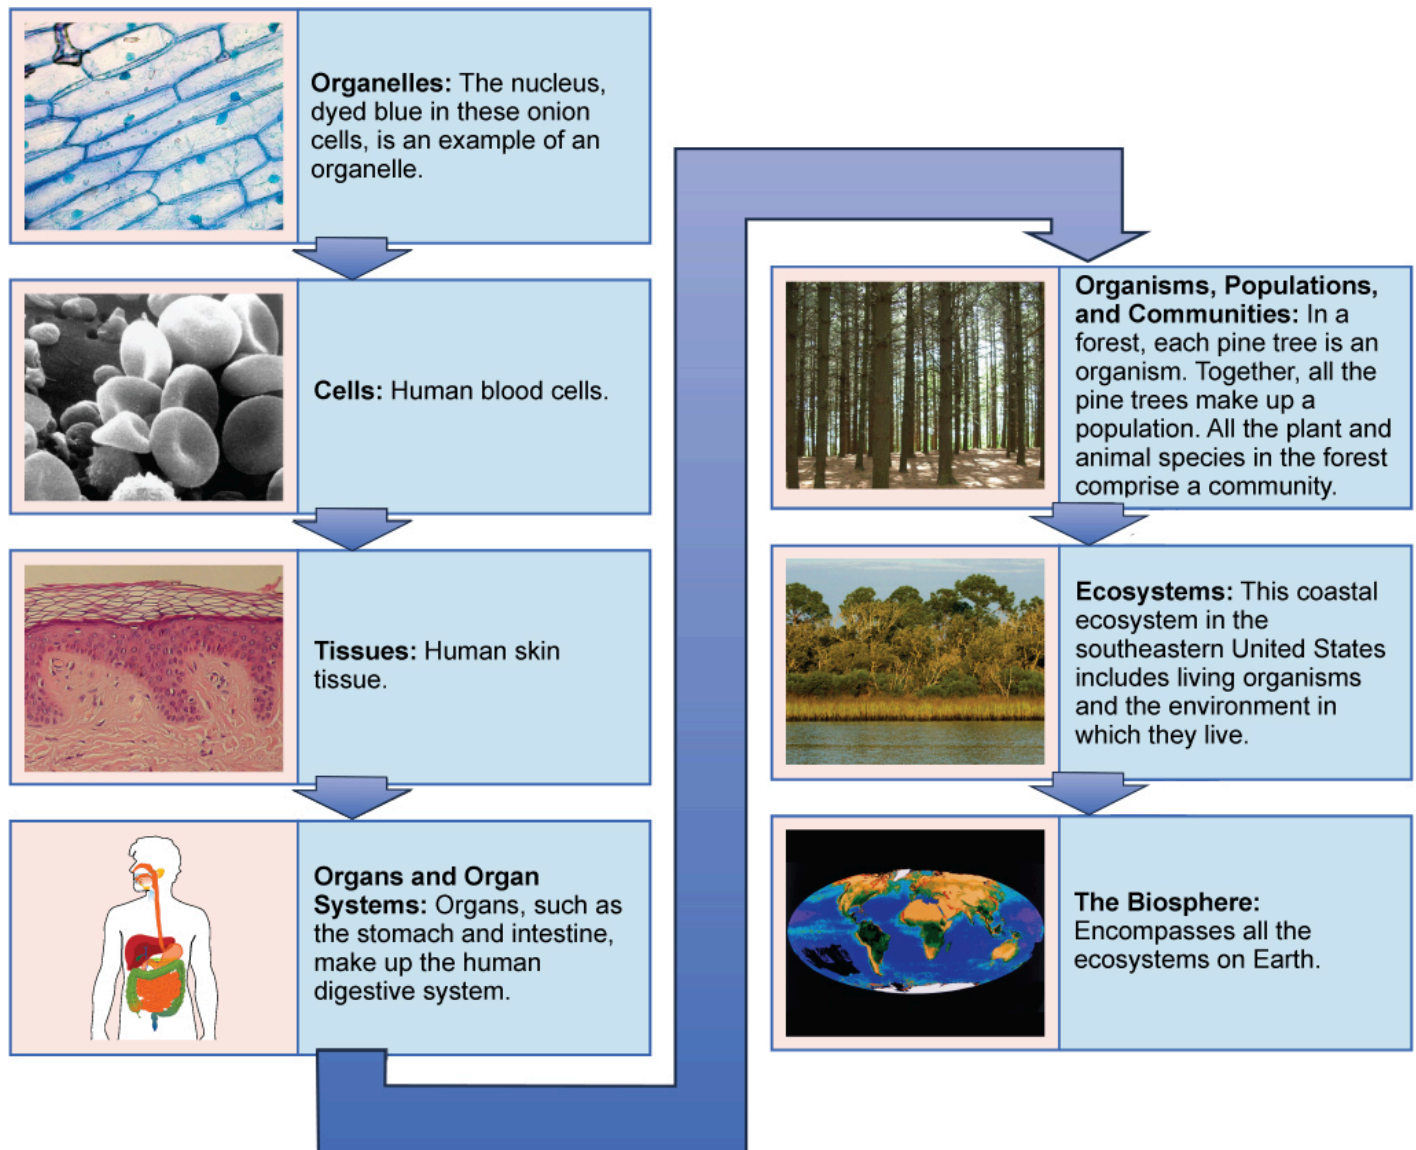 Organelles: The nucleus,
dyed blue in these onion
cells, is an example of an
organelle.
Cells: Human blood cells.
Tissues: Human skin
tissue.
Organs and Organ
Systems: Organs, such as
the stomach and intestine,
make up the human
digestive system.
Organisms, Populations,
and Communities: In a
forest, each pine tree is an
organism. Together, all the
pine trees make up a
population. All the plant and
animal species in the forest
comprise a community.
Ecosystems: This coastal
ecosystem in the
southeastern United States
includes living organisms
and the environment in
which they live.
The Biosphere:
Encompasses all the
ecosystems on Earth.